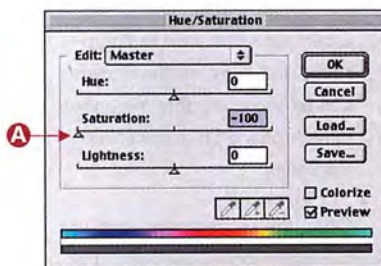 Hue/Saturation
Edit: Master
OK
Hue: 0
Cancel
Saturation: -100
A
Load...
Lightness: 0
Save...
Colorize
Preview